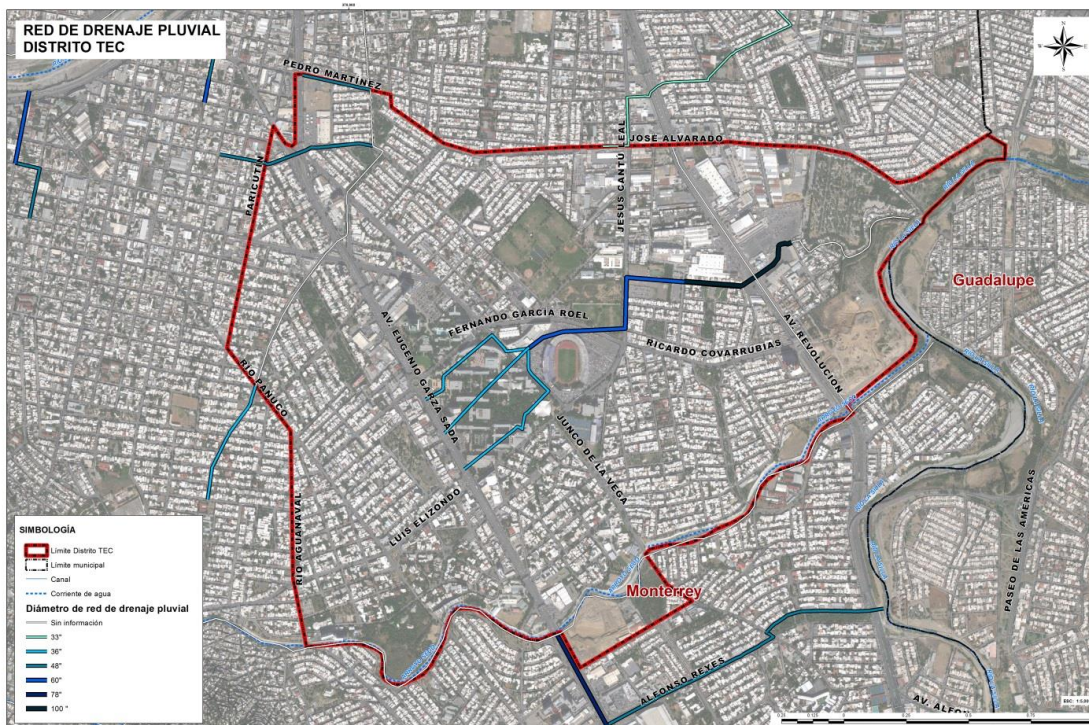 RED DE DRENAJE PLUVIAL
DISTRITO TEC
PEDRO MARTÍNEZ
JOSE ALVARADO
JESUS CANTÚ LEAL
PARICUTÍN
Guadalupe
FERNANDO GARCIA ROEL
AV. EUGENIO GARZA SADA
RICARDO COVARRUBIAS
AV. REVOLUCION
RIO PANUCO
JUNCO DE LA VEGA
LUIS ELIZONDO
RIO AGUANAVAL
PASEO DE LAS AMERICAS
Monterrey
ALFONSO REYES
SIMBOLOGÍA
Límite Distrito TEC
Límite municipal
Canal
Corriente de agua
Diámetro de red de drenaje pluvial
Sin información
33"
36"
48"
60"
78"
100 "